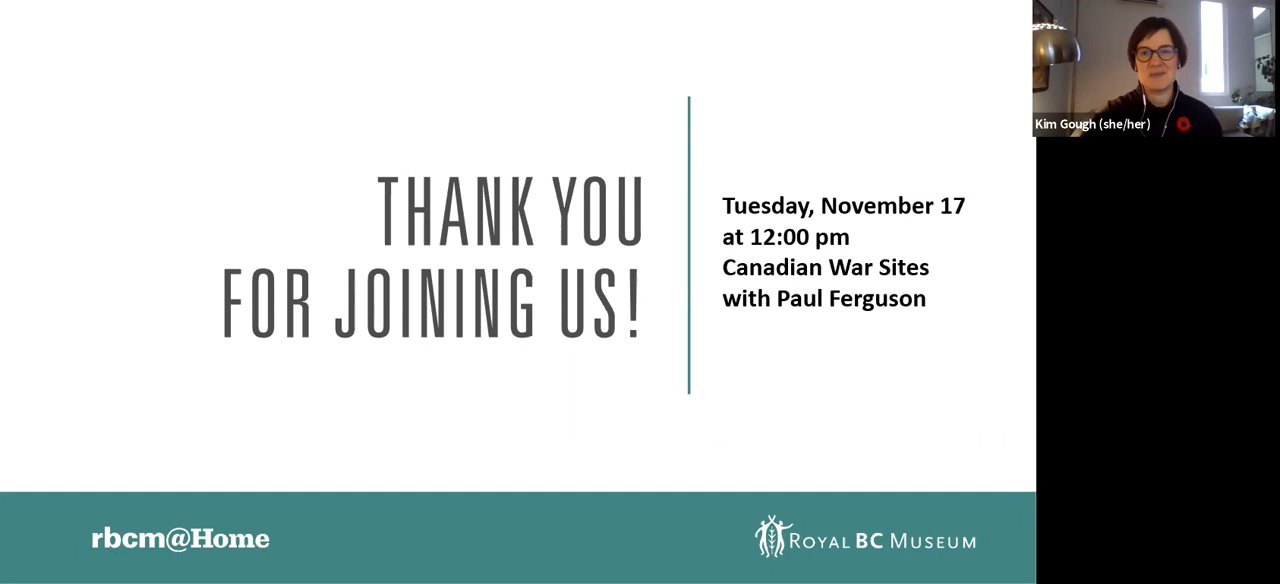 THANK YOU
FOR JOINING US!
Tuesday, November 17
at 12:00 pm
Canadian War Sites
with Paul Ferguson
Kim Gough (she/her)
rbcm@Home
ROYAL BC MUSEUM